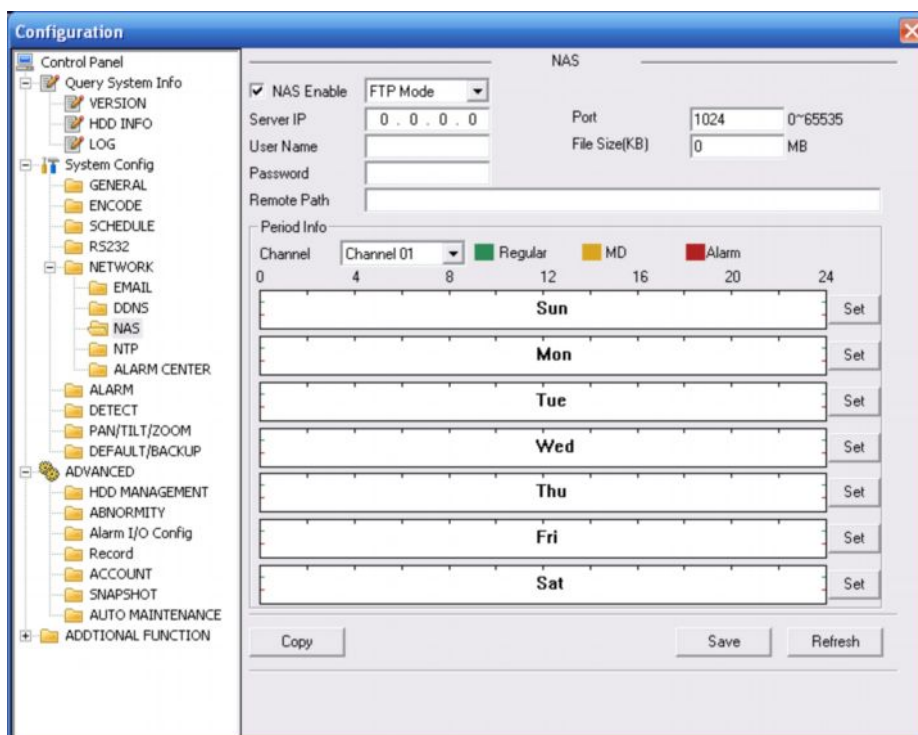 Configuration
Control Panel
Query System Info
VERSION
HDD INFO
LOG
System Config
GENERAL
ENCODE
SCHEDULE
RS232
NETWORK
EMAIL
DDNS
NAS
NTP
ALARM CENTER
ALARM
DETECT
PAN/TILT/ZOOM
DEFAULT/BACKUP
ADVANCED
HDD MANAGEMENT
ABNORMITY
Alarm I/O Config
Record
ACCOUNT
SNAPSHOT
AUTO MAINTENANCE
ADDTIONAL FUNCTION
NAS
NAS Enable FTP Mode
Server IP 0 . 0 . 0 . 0 Port 1024 0~65535
User Name File Size(KB) 0 MB
Password
Remote Path
Period Info
Channel Channel 01 Regular MD Alarm
0 4 8 12 16 20 24
Sun Set
Mon Set
Tue Set
Wed Set
Thu Set
Fri Set
Sat Set
Copy Save Refresh